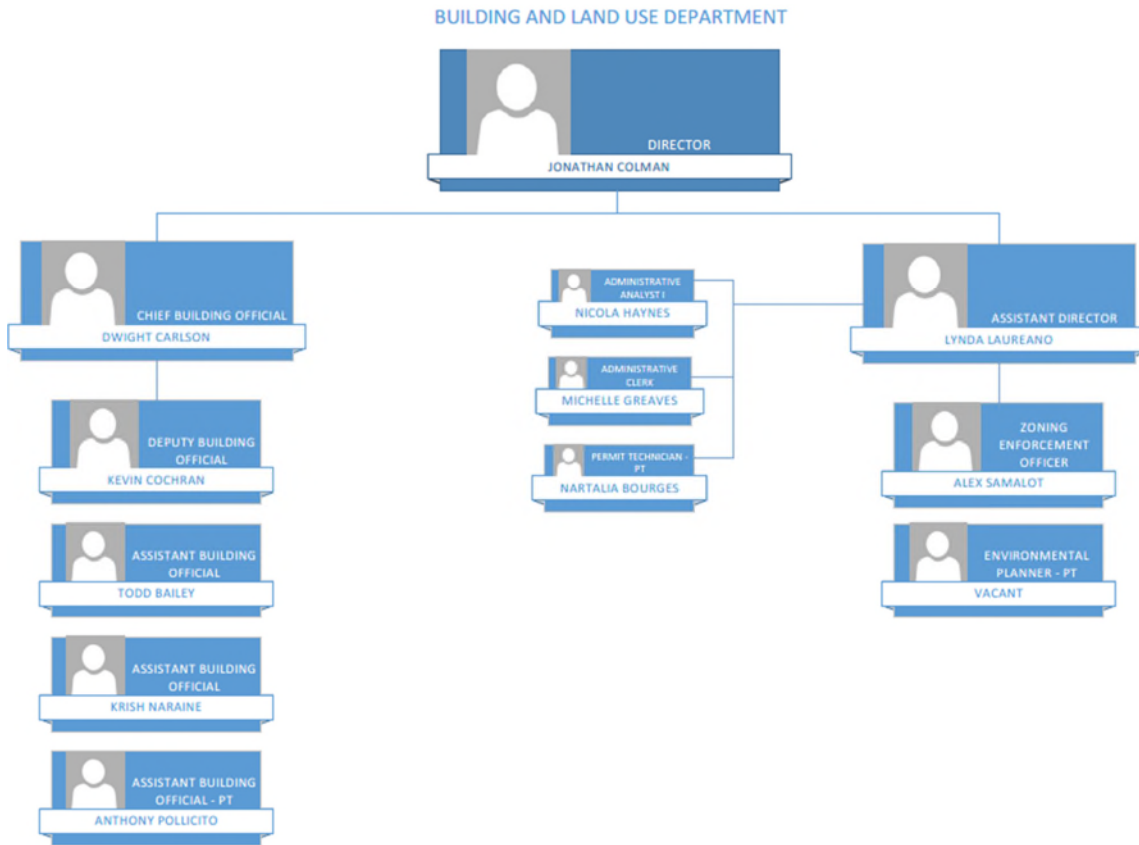 BUILDING AND LAND USE DEPARTMENT
DIRECTOR
JONATHAN COLMAN
CHIEF BUILDING OFFICIAL
DWIGHT CARLSON
DEPUTY BUILDING
OFFICIAL
KEVIN COCHRAN
ASSISTANT BUILDING
OFFICIAL
TODD BAILEY
ASSISTANT BUILDING
OFFICIAL
KRISH NARAINE
ASSISTANT BUILDING
OFFICIAL - PT
ANTHONY POLLICITO
ADMINISTRATIVE
ANALYST I
NICOLA HAYNES
ADMINISTRATIVE
CLERK
MICHELLE GREAVES
PERMIT TECHNICIAN -
PT
NARTALIA BOURGES
ASSISTANT DIRECTOR
LYNDA LAUREANO
ZONING
ENFORCEMENT
OFFICER
ALEX SAMALOT
ENVIRONMENTAL
PLANNER - PT
VACANT